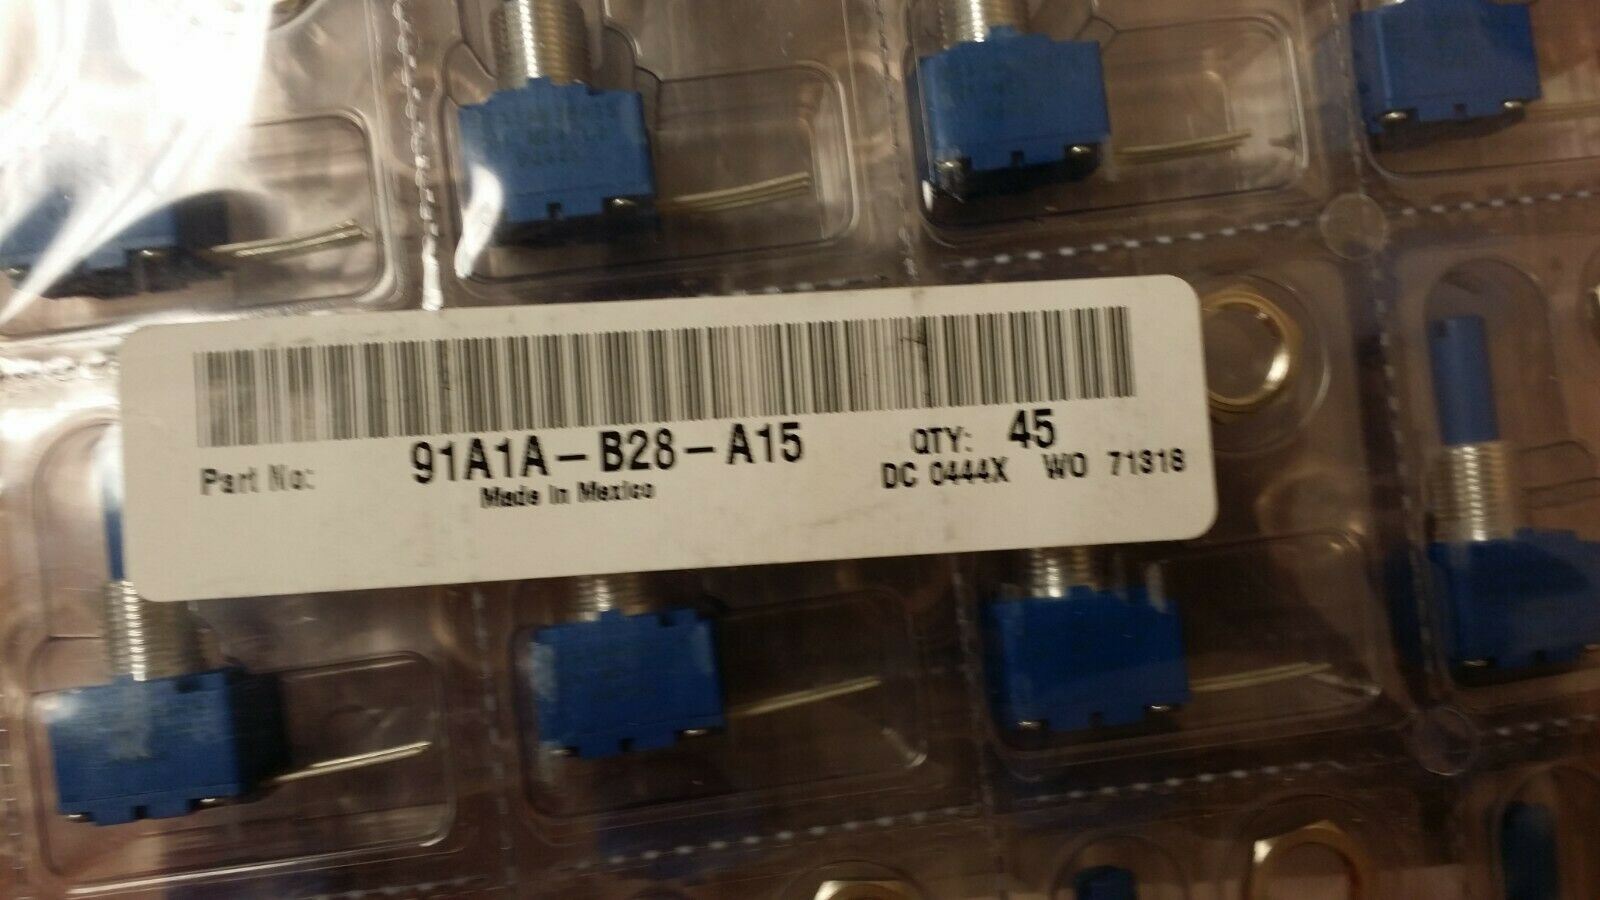 Part No: 91A1A-B28-A15 QTY: 45
Made in Mexico DC 0444X WO 71318